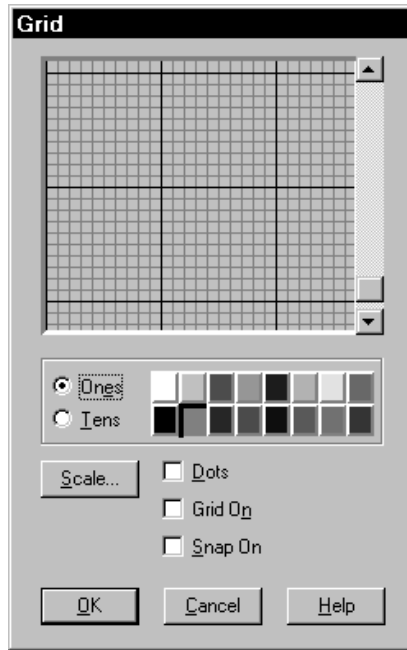 Grid
Ones
Tens
Scale...
Dots
Grid On
Snap On
OK Cancel Help